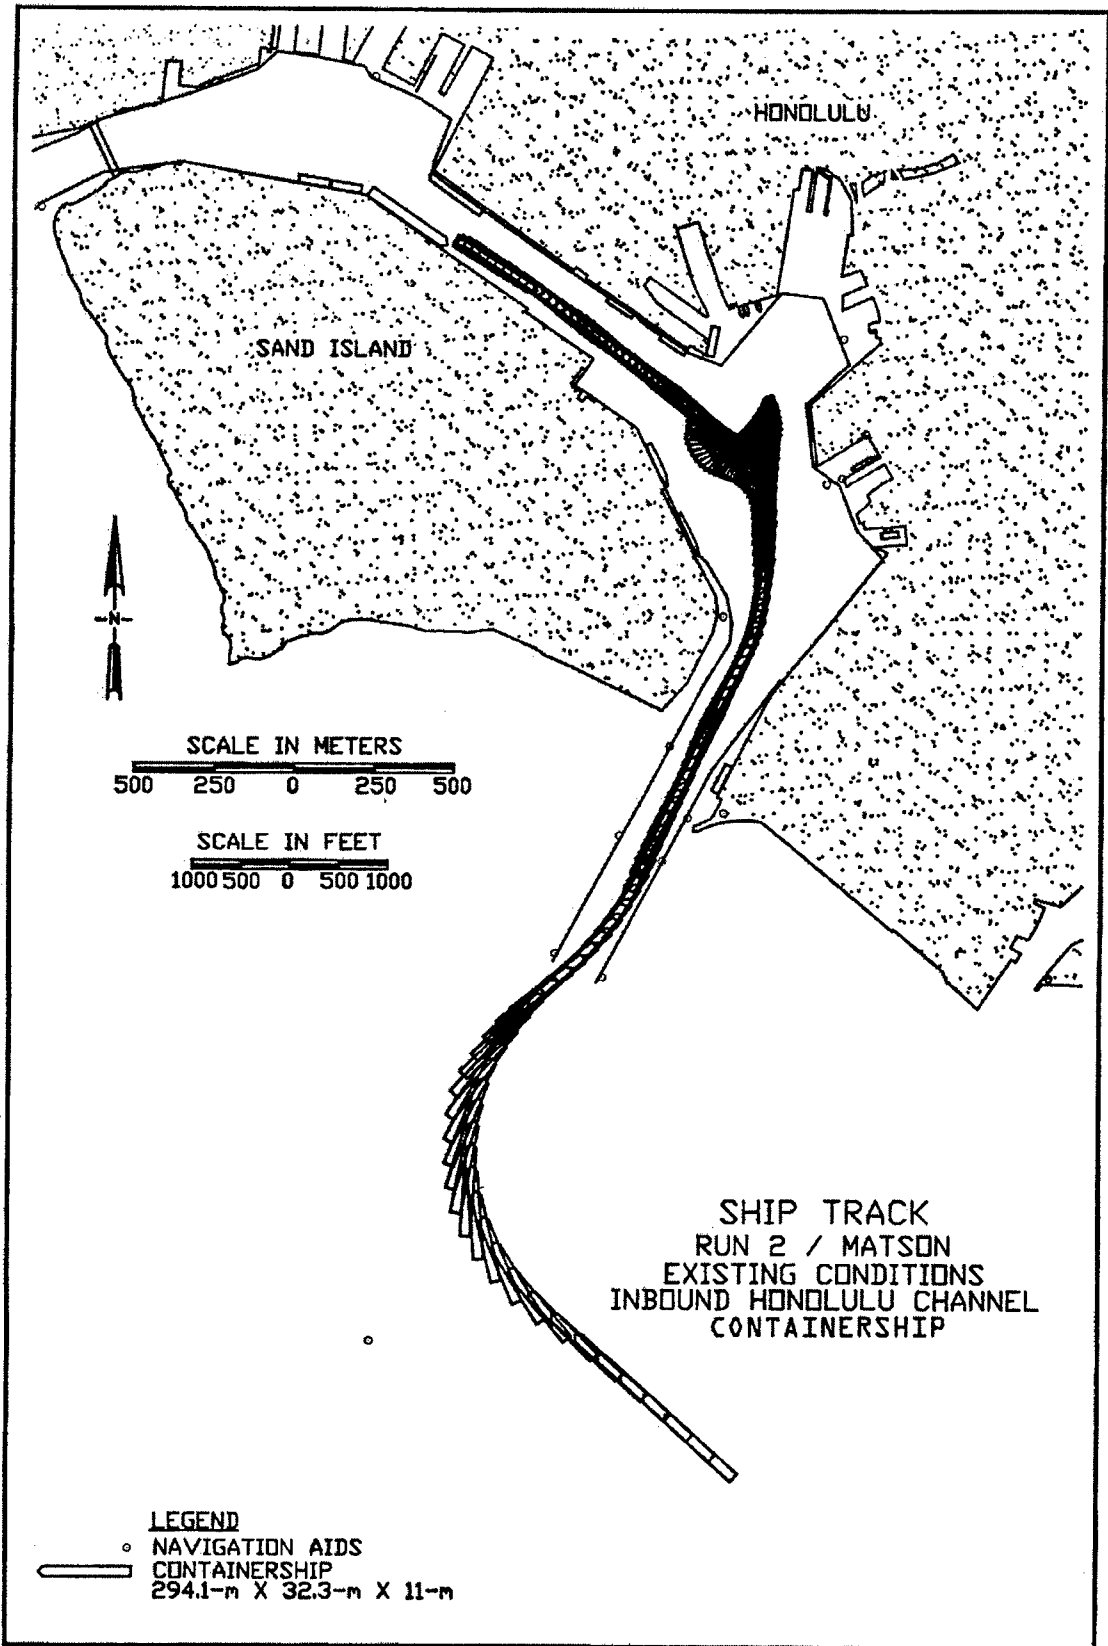 HONOLULU
SAND ISLAND
-N-
SCALE IN METERS
500 250 0 250 500
SCALE IN FEET
1000 500 0 500 1000
SHIP TRACK
RUN 2 / MATSON
EXISTING CONDITIONS
INBOUND HONOLULU CHANNEL
CONTAINERSHIP
LEGEND
NAVIGATION AIDS
CONTAINERSHIP
294.1-m X 32.3-m X 11-m